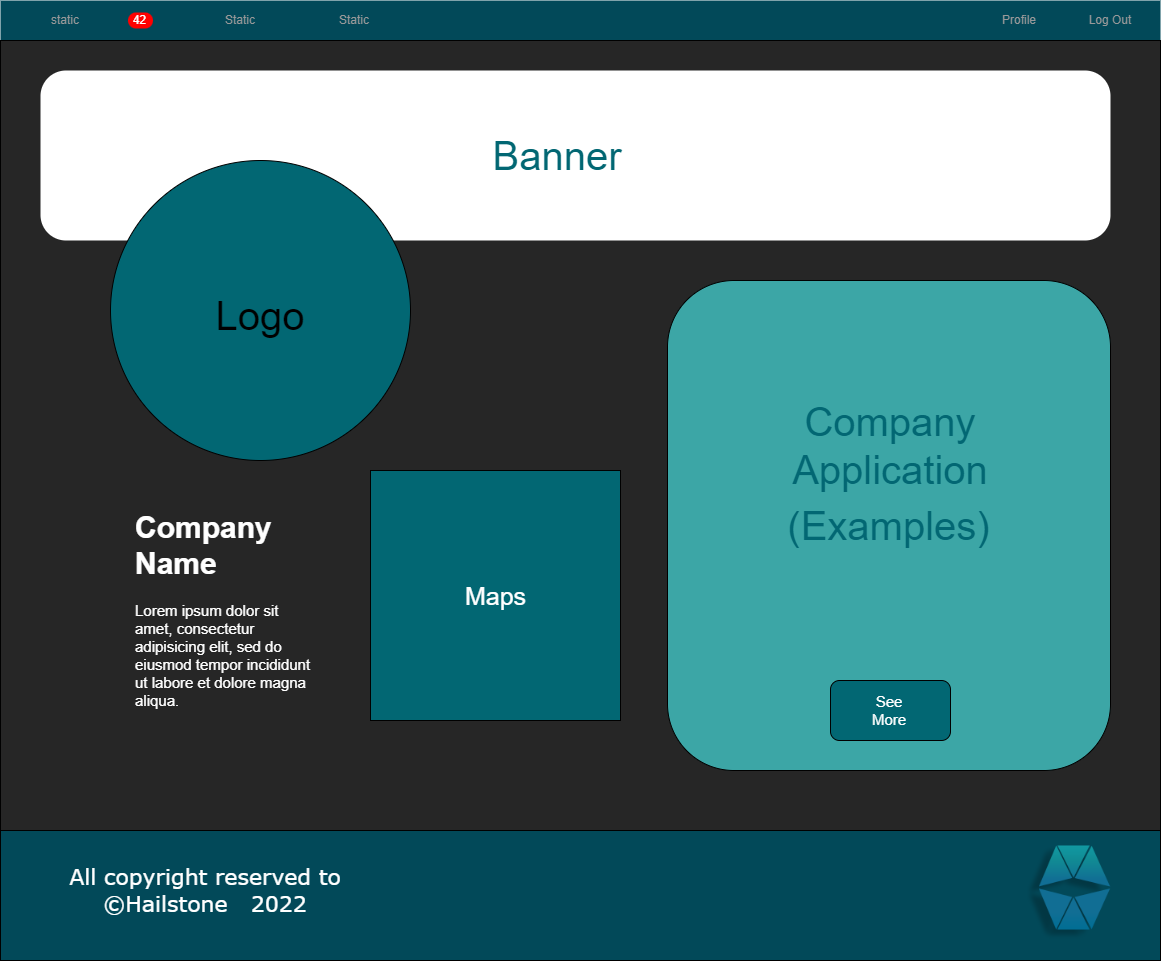 static 42 Static Static Profile Log Out
Banner
Logo
Company
Application
(Examples)
Company
Name
Lorem ipsum dolor sit
amet, consectetur
adipisicing elit, sed do
eiusmod tempor incididunt
ut labore et dolore magna
aliqua.
Maps
See
More
All copyright reserved to
©Hailstone 2022